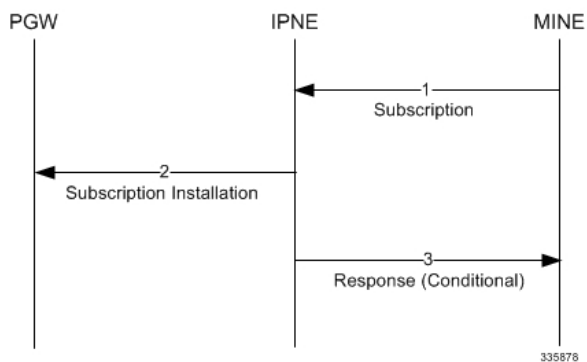 PGW IPNE MINE
1
Subscription
2
Subscription Installation
3
Response (Conditional)
335878